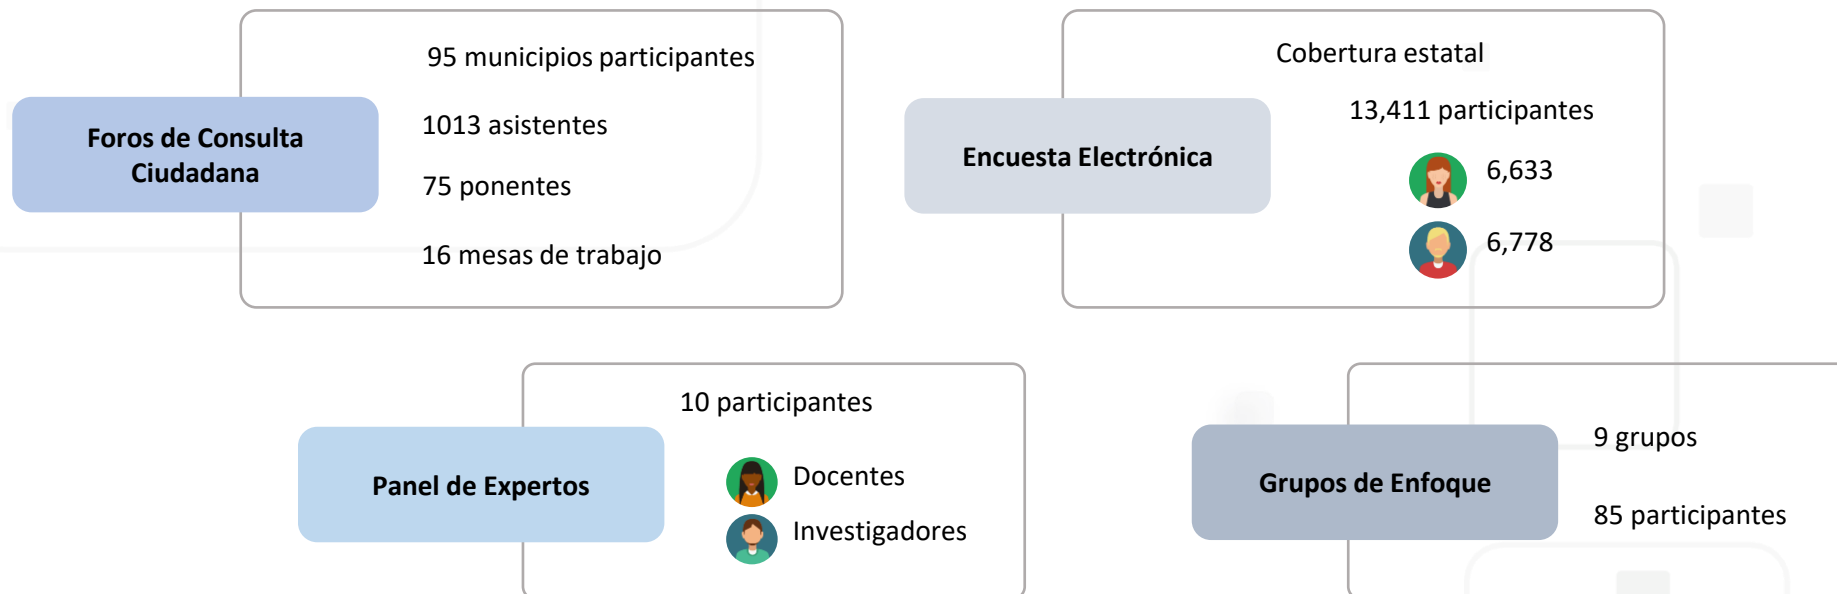 Foros de Consulta
Ciudadana
95 municipios participantes
1013 asistentes
75 ponentes
16 mesas de trabajo
Encuesta Electrónica
Cobertura estatal
13,411 participantes
6,633
6,778
Panel de Expertos
10 participantes
Docentes
Investigadores
Grupos de Enfoque
9 grupos
85 participantes